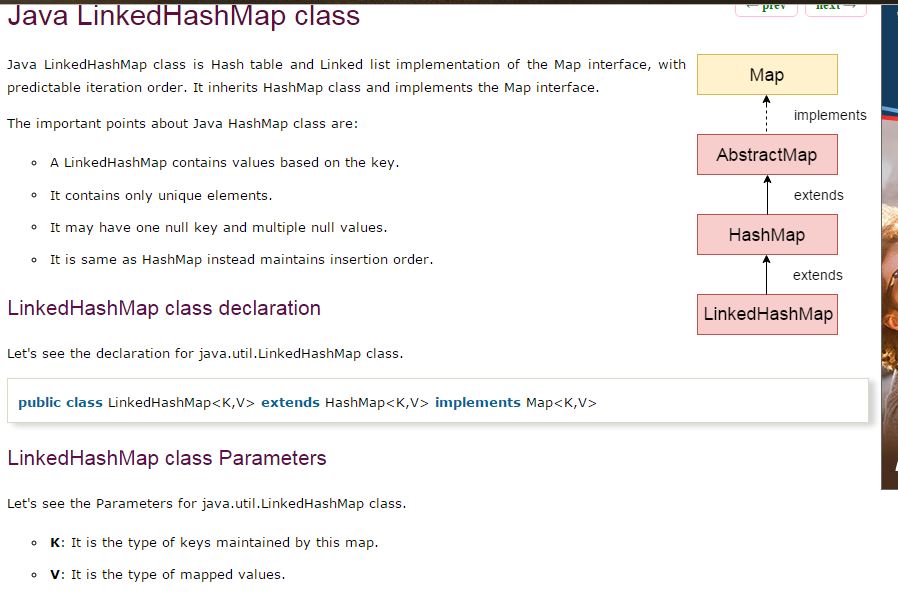 Java LinkedHashMap class
← prev next →
Java LinkedHashMap class is Hash table and Linked list implementation of the Map interface, with
predictable iteration order. It inherits HashMap class and implements the Map interface.
The important points about Java HashMap class are:
A LinkedHashMap contains values based on the key.
It contains only unique elements.
It may have one null key and multiple null values.
It is same as HashMap instead maintains insertion order.
Map
implements
AbstractMap
extends
HashMap
extends
LinkedHashMap
LinkedHashMap class declaration
Let's see the declaration for java.util.LinkedHashMap class.
public class LinkedHashMap<K,V> extends HashMap<K,V> implements Map<K,V>
LinkedHashMap class Parameters
Let's see the Parameters for java.util.LinkedHashMap class.
K: It is the type of keys maintained by this map.
V: It is the type of mapped values.